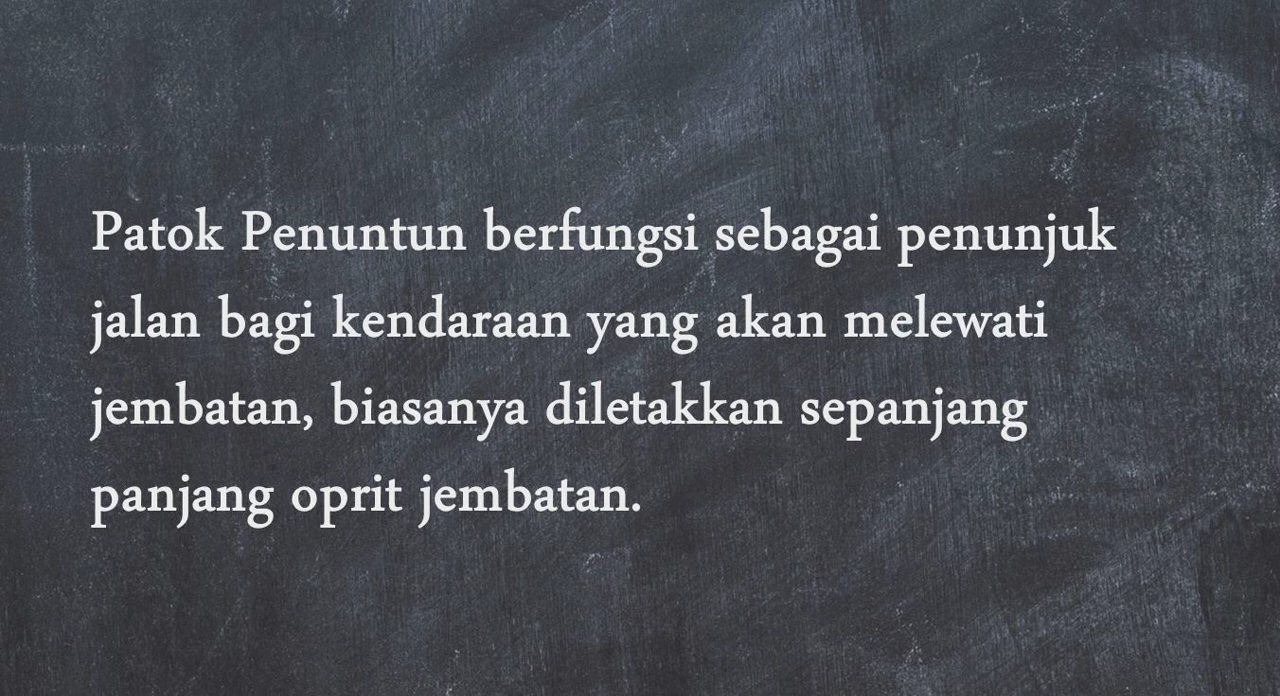 Patok Penuntun berfungsi sebagai penunjuk
jalan bagi kendaraan yang akan melewati
jembatan, biasanya diletakkan sepanjang
panjang oprit jembatan.